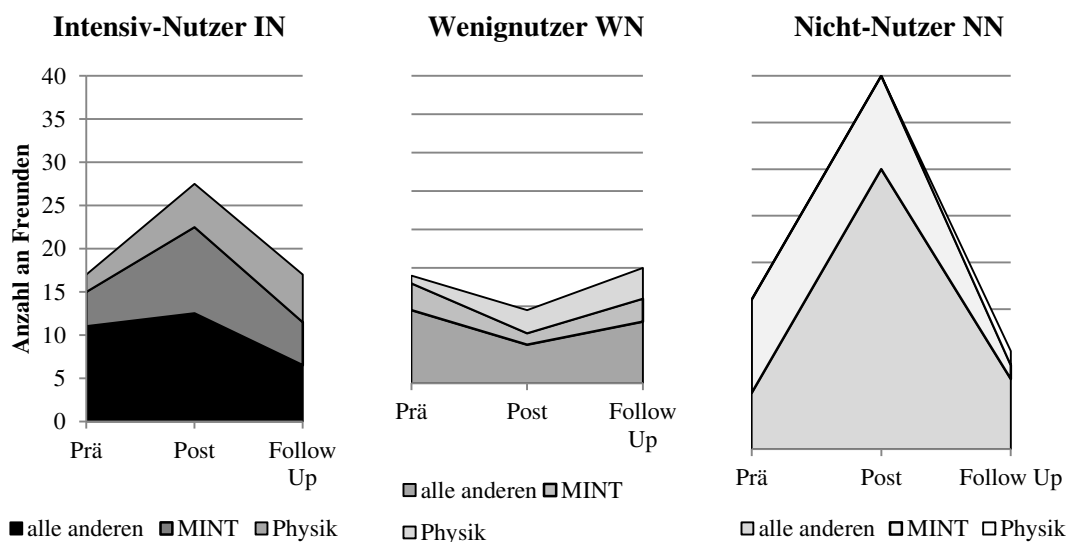 Intensiv-Nutzer IN
Wenignutzer WN
Nicht-Nutzer NN
Anzahl an Freunden
40
35
30
25
20
15
10
5
0
Prä
Post
Follow
Up
alle anderen
MINT
Physik
Prä
Post
Follow
Up
alle anderen
MINT
Physik
Prä
Post
Follow Up
alle anderen
MINT
Physik